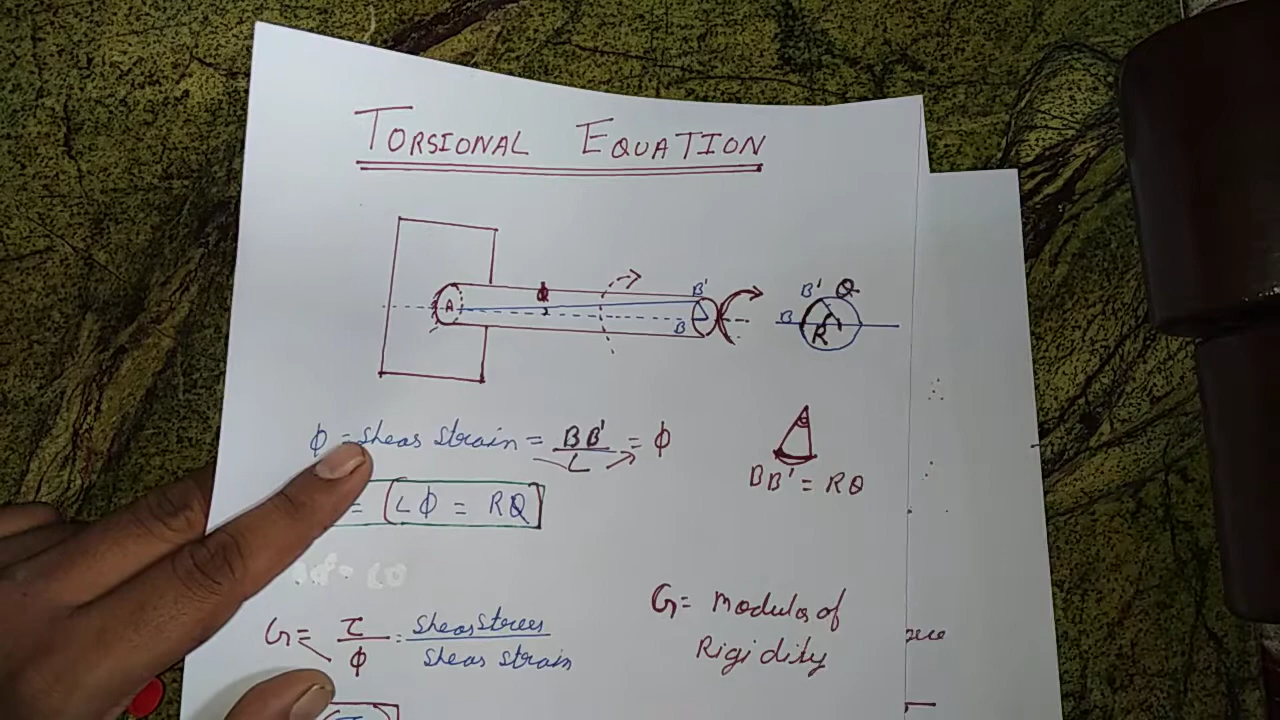 TORSIONAL EQUATION
B' B' Q
A Φ B B R
Φ = Shear Strain = BB'/L = Φ
BB' = Rθ
= LΦ = RQ
G = τ/Φ = Shear Stress/Shear Strain
G = Modulus of
Rigidity